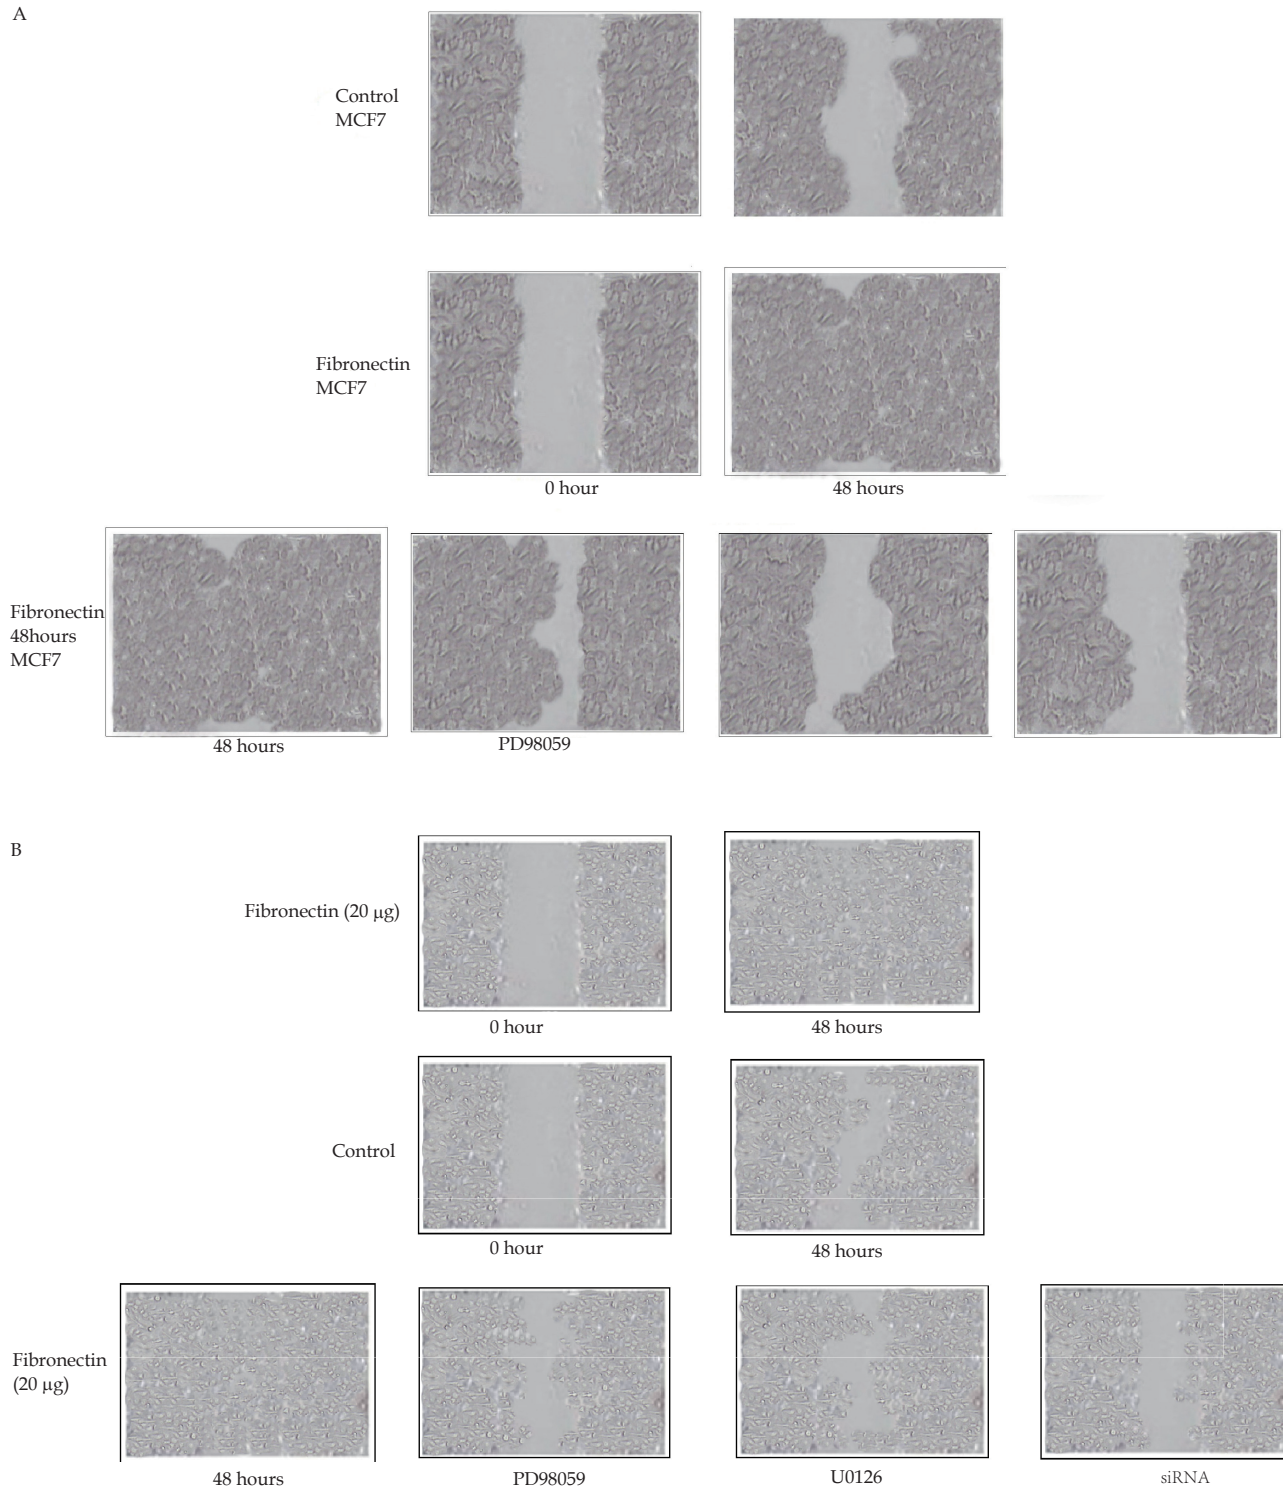 A
Control
MCF7
Fibronectin
MCF7
0 hour
48 hours
Fibronectin
48hours
MCF7
48 hours
PD98059
B
Fibronectin (20 µg)
0 hour
48 hours
Control
0 hour
48 hours
Fibronectin
(20 µg)
48 hours
PD98059
U0126
siRNA